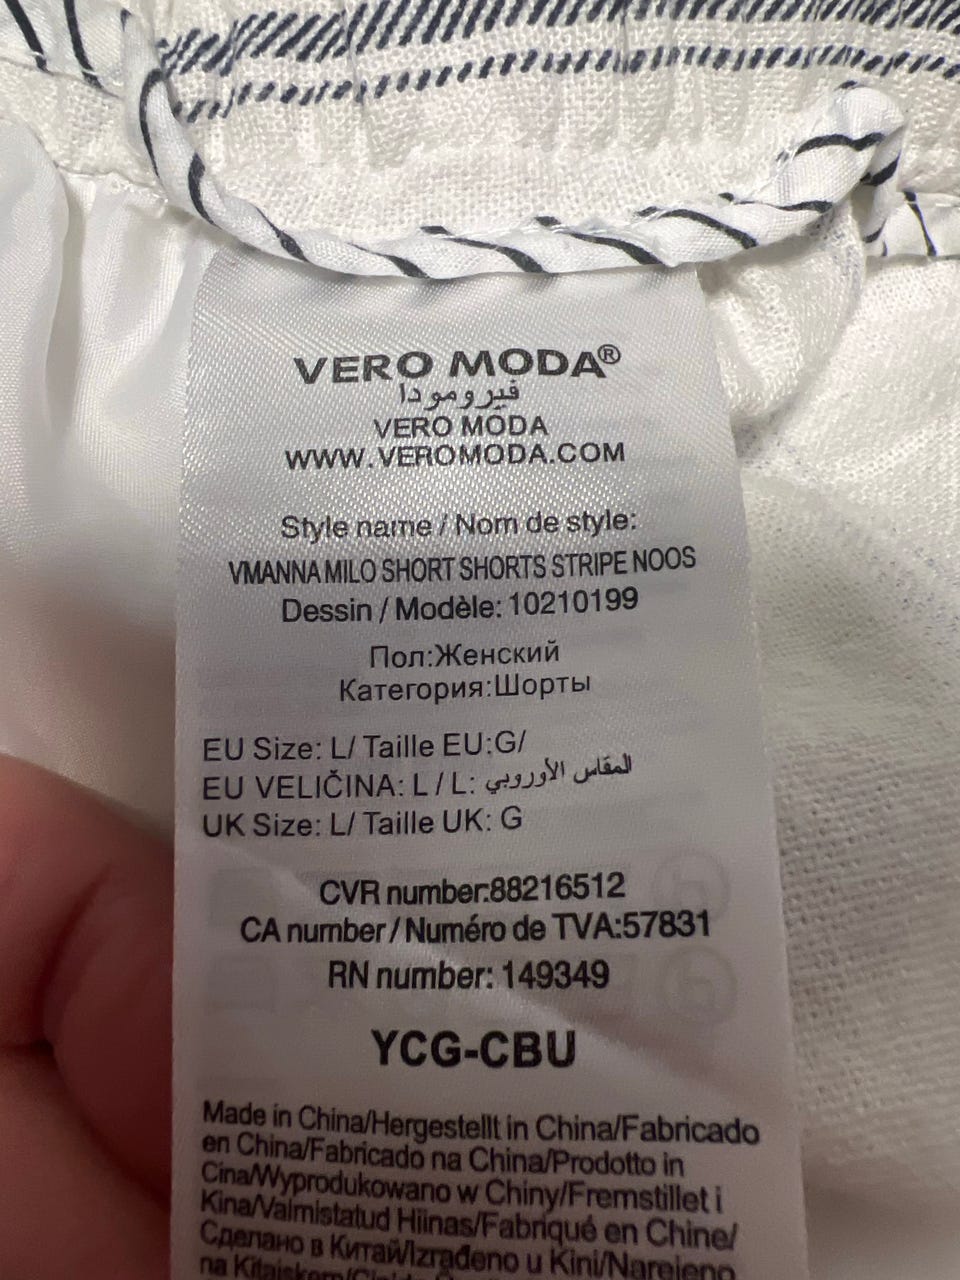 VERO MODA®
فيرومودا
VERO MODA
WWW.VEROMODA.COM
Style name / Nom de style:
VMANNA MILO SHORT SHORTS STRIPE NOOS
Dessin / Modèle: 10210199
Пол:Женский
Категория:Шорты
EU Size: L/ Taille EU:G/
EU VELIČINA: L / L: المقاس الأوروبي
UK Size: L/ Taille UK: G
CVR number:88216512
CA number / Numéro de TVA:57831
RN number: 149349
YCG-CBU
Made in China/Hergestellt in China/Fabricado
en China/Fabricado na China/Prodotto in
Cina/Wyprodukowano w Chiny/Fremstillet i
Kina/Valmistatud Hiinas/Fabriqué en Chine/
Сделано в Китай/Izrađeno u Kini/Narejeno
na Kitajskem/